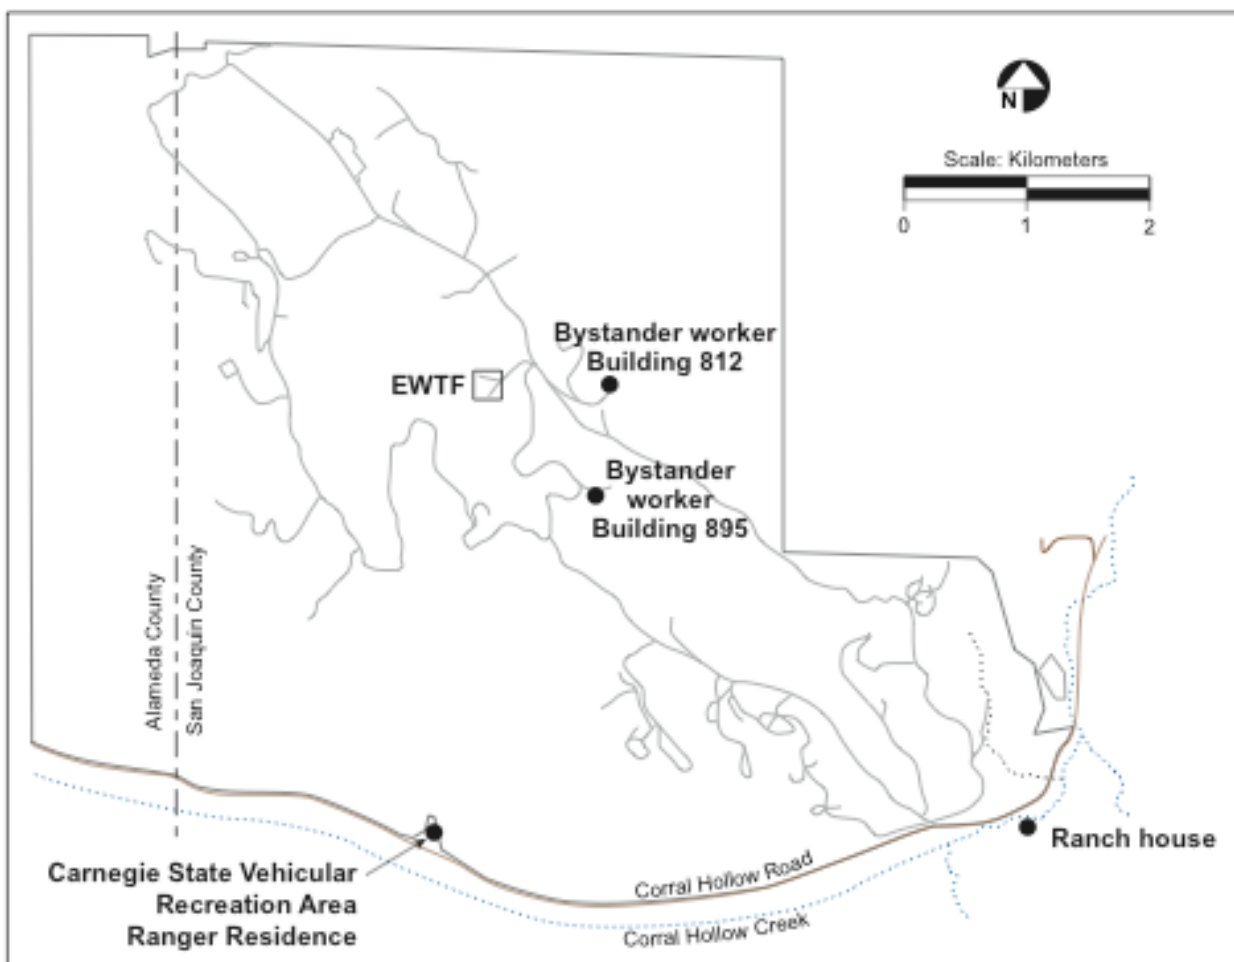 N
Scale: Kilometers
0 1 2
Bystander worker
Building 812
EWTF
Bystander
worker
Building 895
Alameda County
San Joaquin County
Ranch house
Carnegie State Vehicular
Recreation Area
Ranger Residence
Corral Hollow Road
Corral Hollow Creek